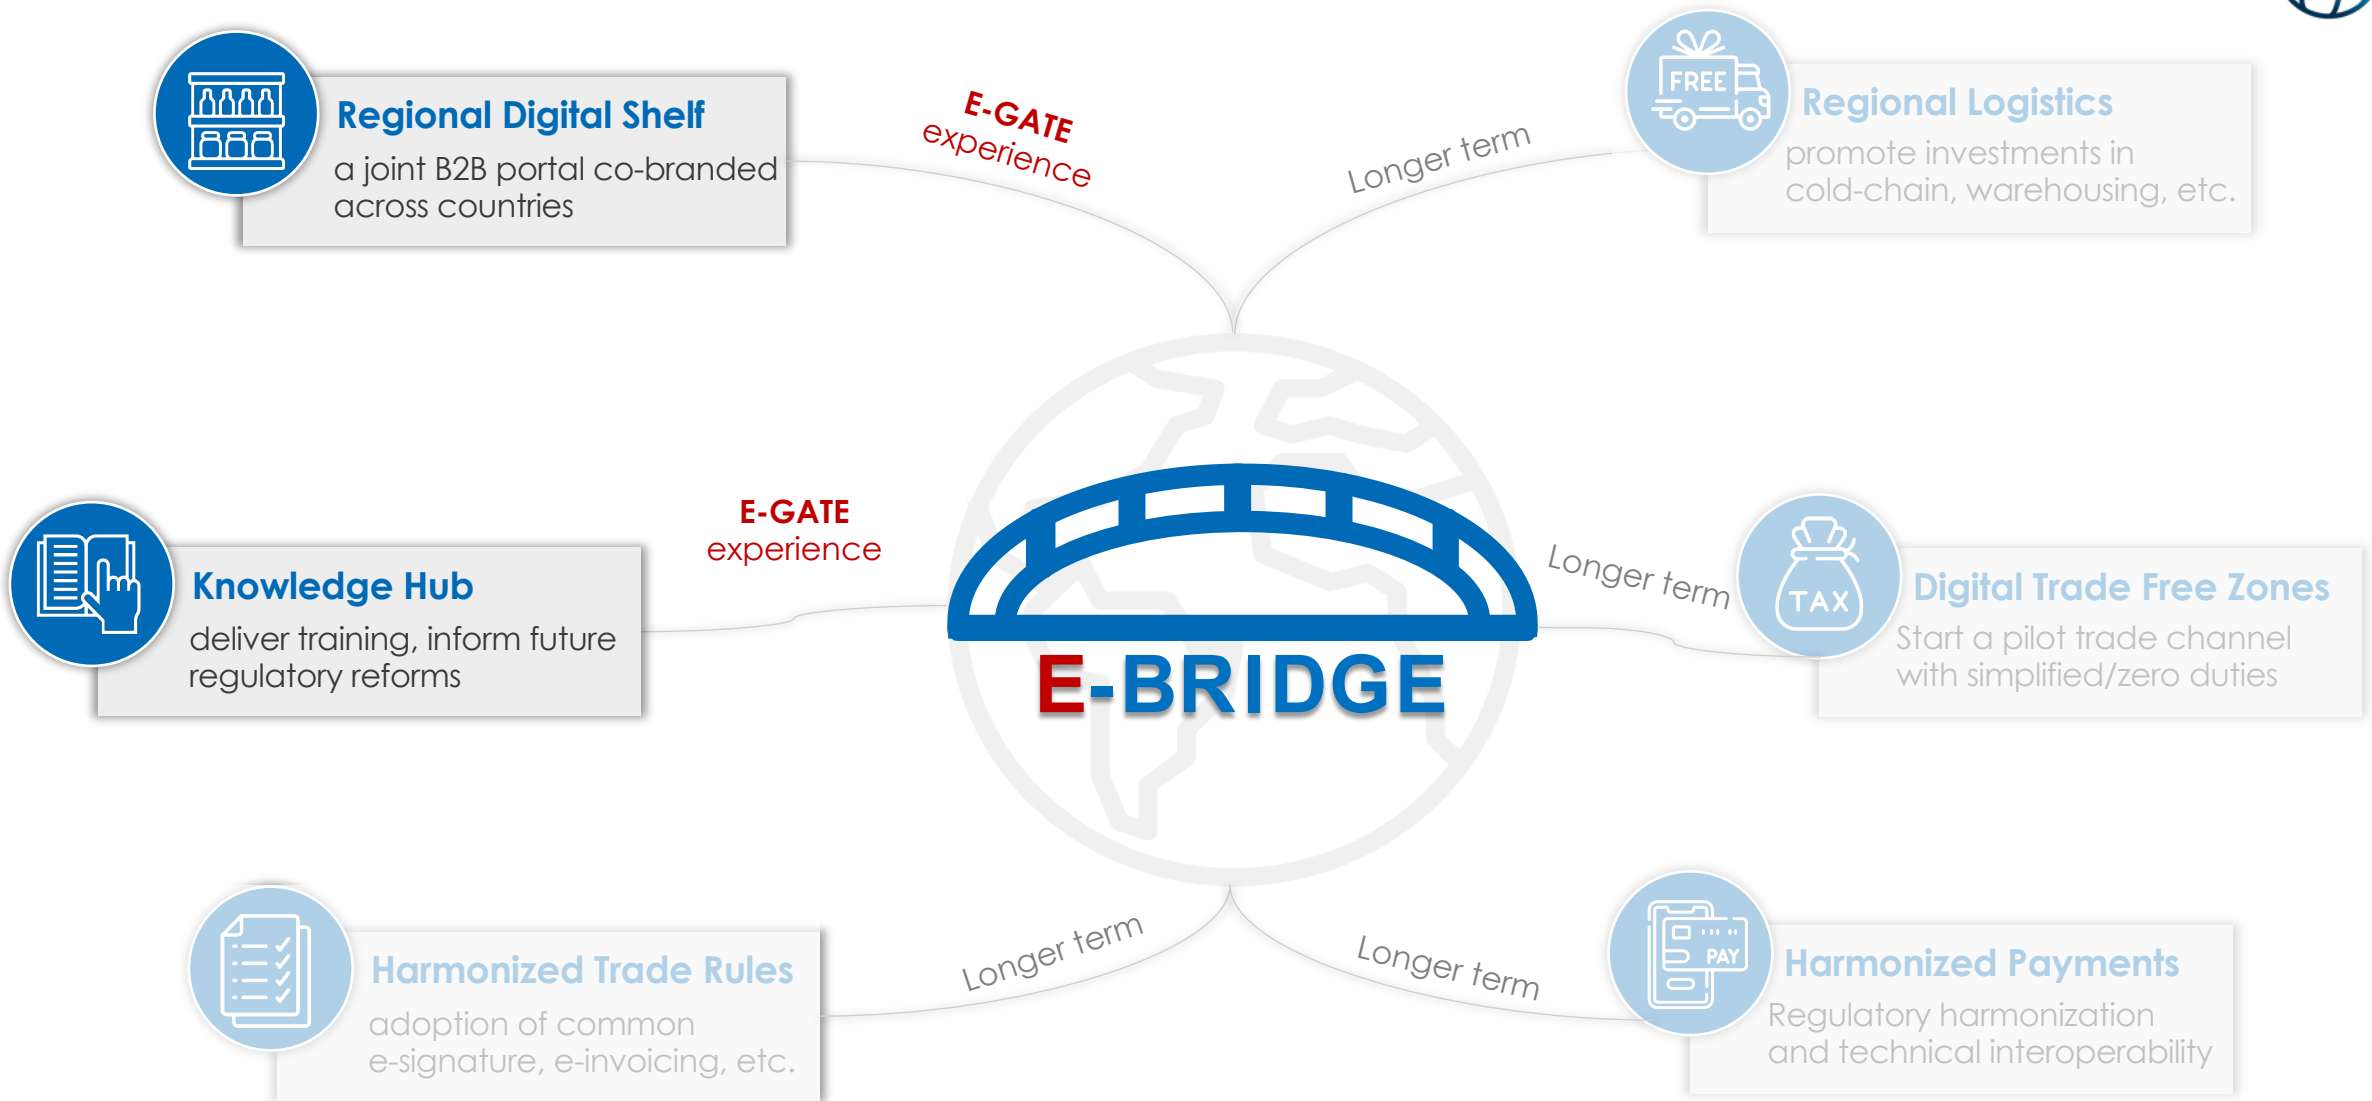 Regional Digital Shelf
a joint B2B portal co-branded
across countries
E-GATE
experience
Longer term
FREE
Regional Logistics
promote investments in
cold-chain, warehousing, etc.
Knowledge Hub
deliver training, inform future
regulatory reforms
E-GATE
experience
E-BRIDGE
Longer term
TAX
Digital Trade Free Zones
Start a pilot trade channel
with simplified/zero duties
Harmonized Trade Rules
adoption of common
e-signature, e-invoicing, etc.
Longer term
Longer term
PAY
Harmonized Payments
Regulatory harmonization
and technical interoperability